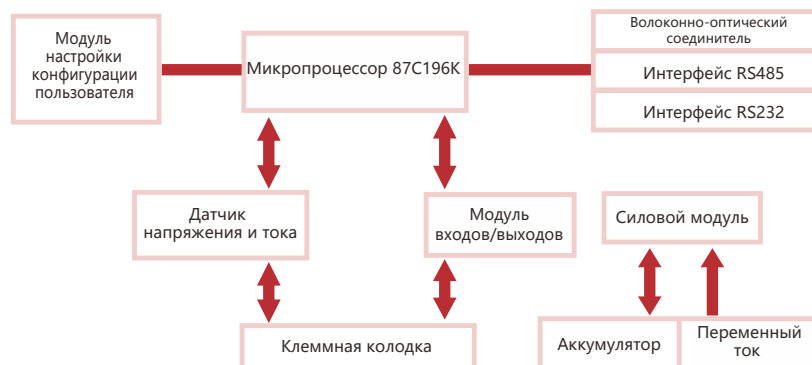 Модуль
настройки
конфигурации
пользователя
Микропроцессор 87С196К
Волоконно-оптический
соединитель
Интерфейс RS485
Интерфейс RS232
Датчик
напряжения и тока
Модуль
входов/выходов
Силовой модуль
Клеммная колодка
Аккумулятор
Переменный
ток